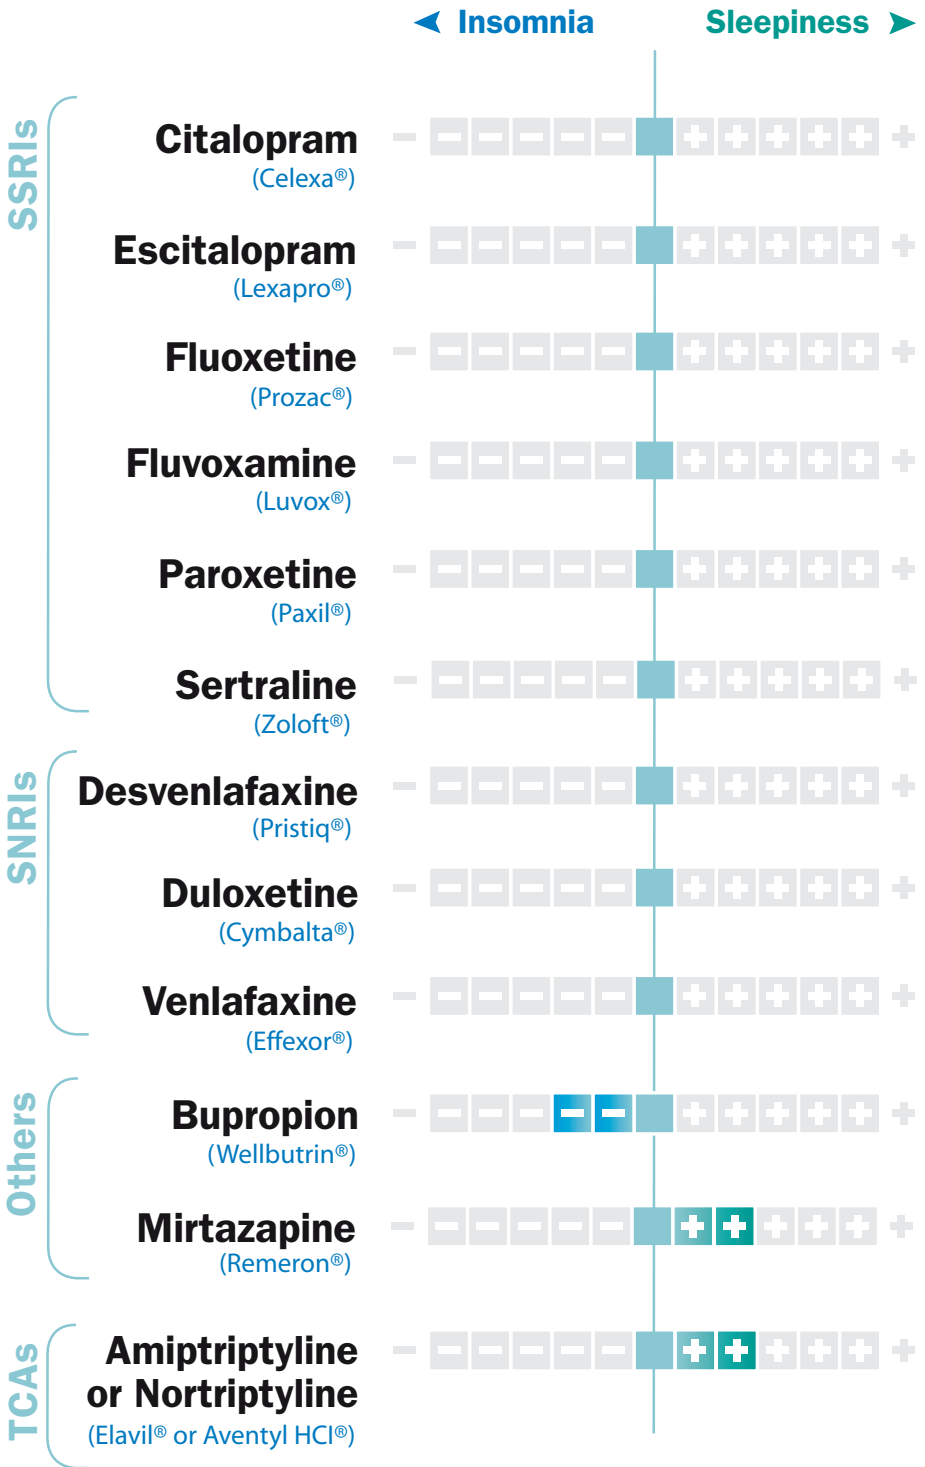 Insomnia Sleepiness
SSRIs
Citalopram
(Celexa®)
Escitalopram
(Lexapro®)
Fluoxetine
(Prozac®)
Fluvoxamine
(Luvox®)
Paroxetine
(Paxil®)
Sertraline
(Zoloft®)
SNRIs
Desvenlafaxine
(Pristiq®)
Duloxetine
(Cymbalta®)
Venlafaxine
(Effexor®)
Others
Bupropion
(Wellbutrin®)
Mirtazapine
(Remeron®)
TCAs
Amiptriptyline
or Nortriptyline
(Elavil® or Aventyl HCl®)